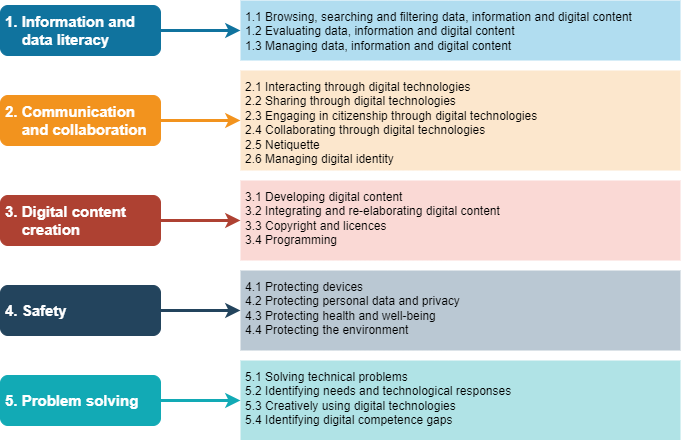 1. Information and
data literacy
1.1 Browsing, searching and filtering data, information and digital content
1.2 Evaluating data, information and digital content
1.3 Managing data, information and digital content
2. Communication
and collaboration
2.1 Interacting through digital technologies
2.2 Sharing through digital technologies
2.3 Engaging in citizenship through digital technologies
2.4 Collaborating through digital technologies
2.5 Netiquette
2.6 Managing digital identity
3. Digital content
creation
3.1 Developing digital content
3.2 Integrating and re-elaborating digital content
3.3 Copyright and licences
3.4 Programming
4. Safety
4.1 Protecting devices
4.2 Protecting personal data and privacy
4.3 Protecting health and well-being
4.4 Protecting the environment
5. Problem solving
5.1 Solving technical problems
5.2 Identifying needs and technological responses
5.3 Creatively using digital technologies
5.4 Identifying digital competence gaps